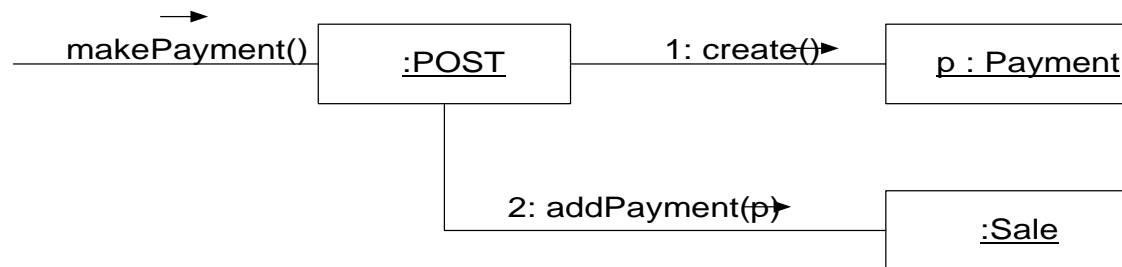 makePayment()
:POST
1: create()
p : Payment
2: addPayment(p)
:Sale